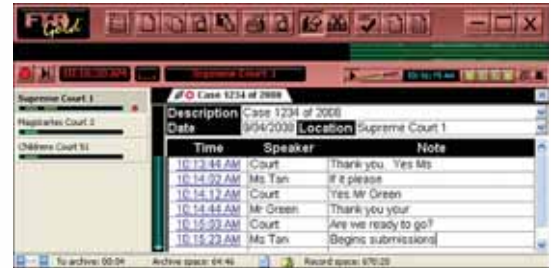 FTR Gold
Supreme Court 1
Supreme Court 1
Case 1234 of 2008
Magistrates Court 2
Description Case 1234 of 2008
Date 9/04/2008 Location Supreme Court 1
Childrens Court 51
Time Speaker Note
10:13:44 AM Court Thank you. Yes Ms
10:14:02 AM Ms Tan If it please
10:14:12 AM Court Yes Mr Green
10:14:44 AM Mr Green Thank you your
10:15:03 AM Court Are we ready to go?
10:15:23 AM Ms Tan Begins submissions
To archive: 00:04 Archive space: 64:46 Record space: 670:20